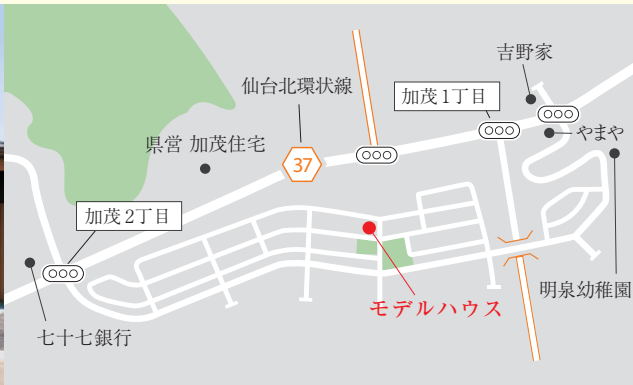 吉野家
仙台北環状線
加茂1丁目
県営 加茂住宅
37
やまや
加茂2丁目
モデルハウス
明泉幼稚園
七十七銀行